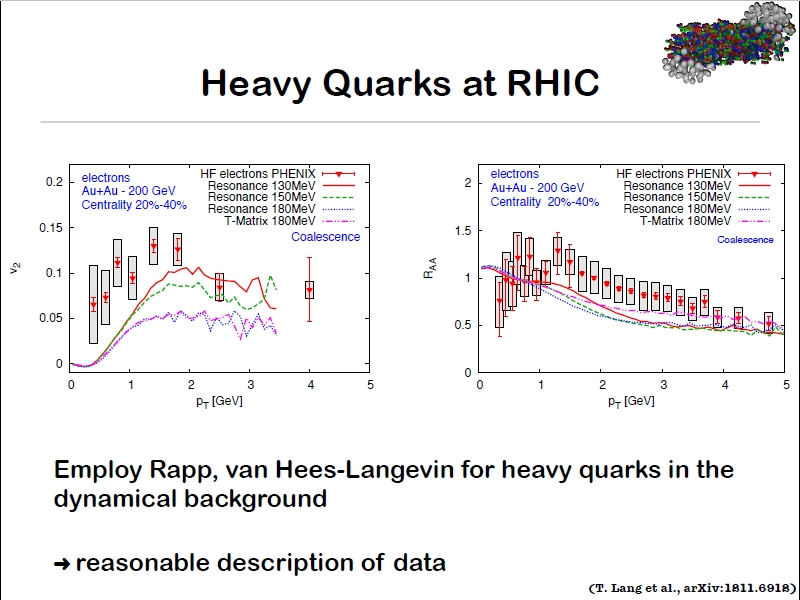 Heavy Quarks at RHIC
electrons
Au+Au - 200 GeV
Centrality 20%-40%
HF electrons PHENIX
Resonance 130MeV
Resonance 150MeV
Resonance 180MeV
T-Matrix 180MeV
Coalescence
0.2
0.15
0.1
0.05
0
v2
0 1 2 3 4 5
pT [GeV]
electrons
Au+Au - 200 GeV
Centrality 20%-40%
HF electrons PHENIX
Resonance 130MeV
Resonance 150MeV
Resonance 180MeV
T-Matrix 180MeV
Coalescence
2
1.5
1
0.5
0
RAA
0 1 2 3 4 5
pT [GeV]
Employ Rapp, van Hees-Langevin for heavy quarks in the
dynamical background
➜ reasonable description of data
(T. Lang et al., arXiv:1811.6918)